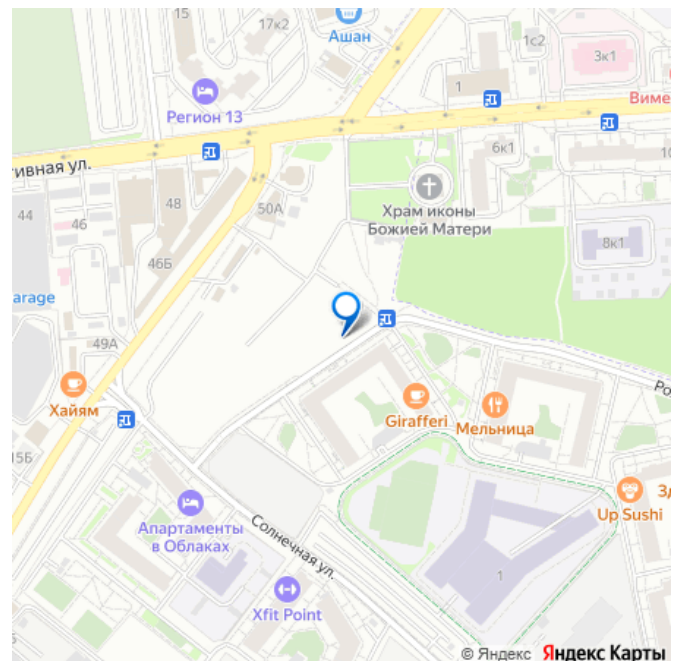 15
17к2
Ашан
1с2
3к1
Регион 13
1
Виме
тивная ул.
6к1
10
44
46
48
50А
Храм иконы
Божией Матери
8к1
46Б
arage
49А
Хайям
Ро
Girafferi
Мельница
15Б
Апартаменты
в Облаках
Солнечная ул.
Up Sushi
Зд
1
Xfit Point
© Яндекс Яндекс Карты